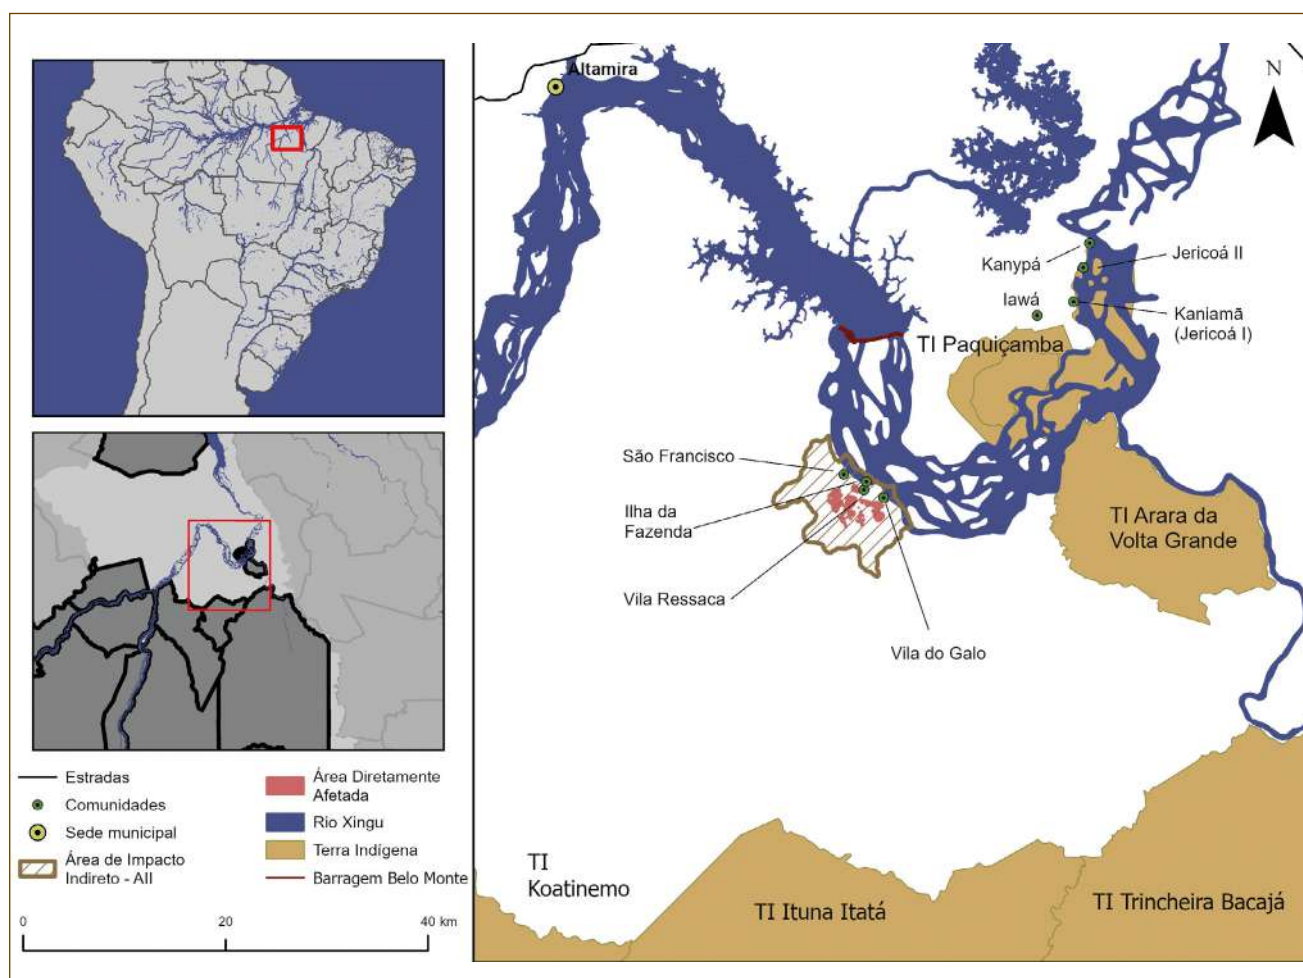 Altamira
N
Kanypá
Jericoá II
Iawá
Kaniamã
(Jericoá I)
TI Paquiçamba
São Francisco
Ilha da
Fazenda
TI Arara da
Volta Grande
Vila Ressaca
Vila do Galo
TI
Koatinemo
TI Ituna Itatá
TI Trincheira Bacajá
Estradas
Comunidades
Sede municipal
Área de Impacto
Indireto - AII
Área Diretamente
Afetada
Rio Xingu
Terra Indígena
Barragem Belo Monte
0 20 40 km